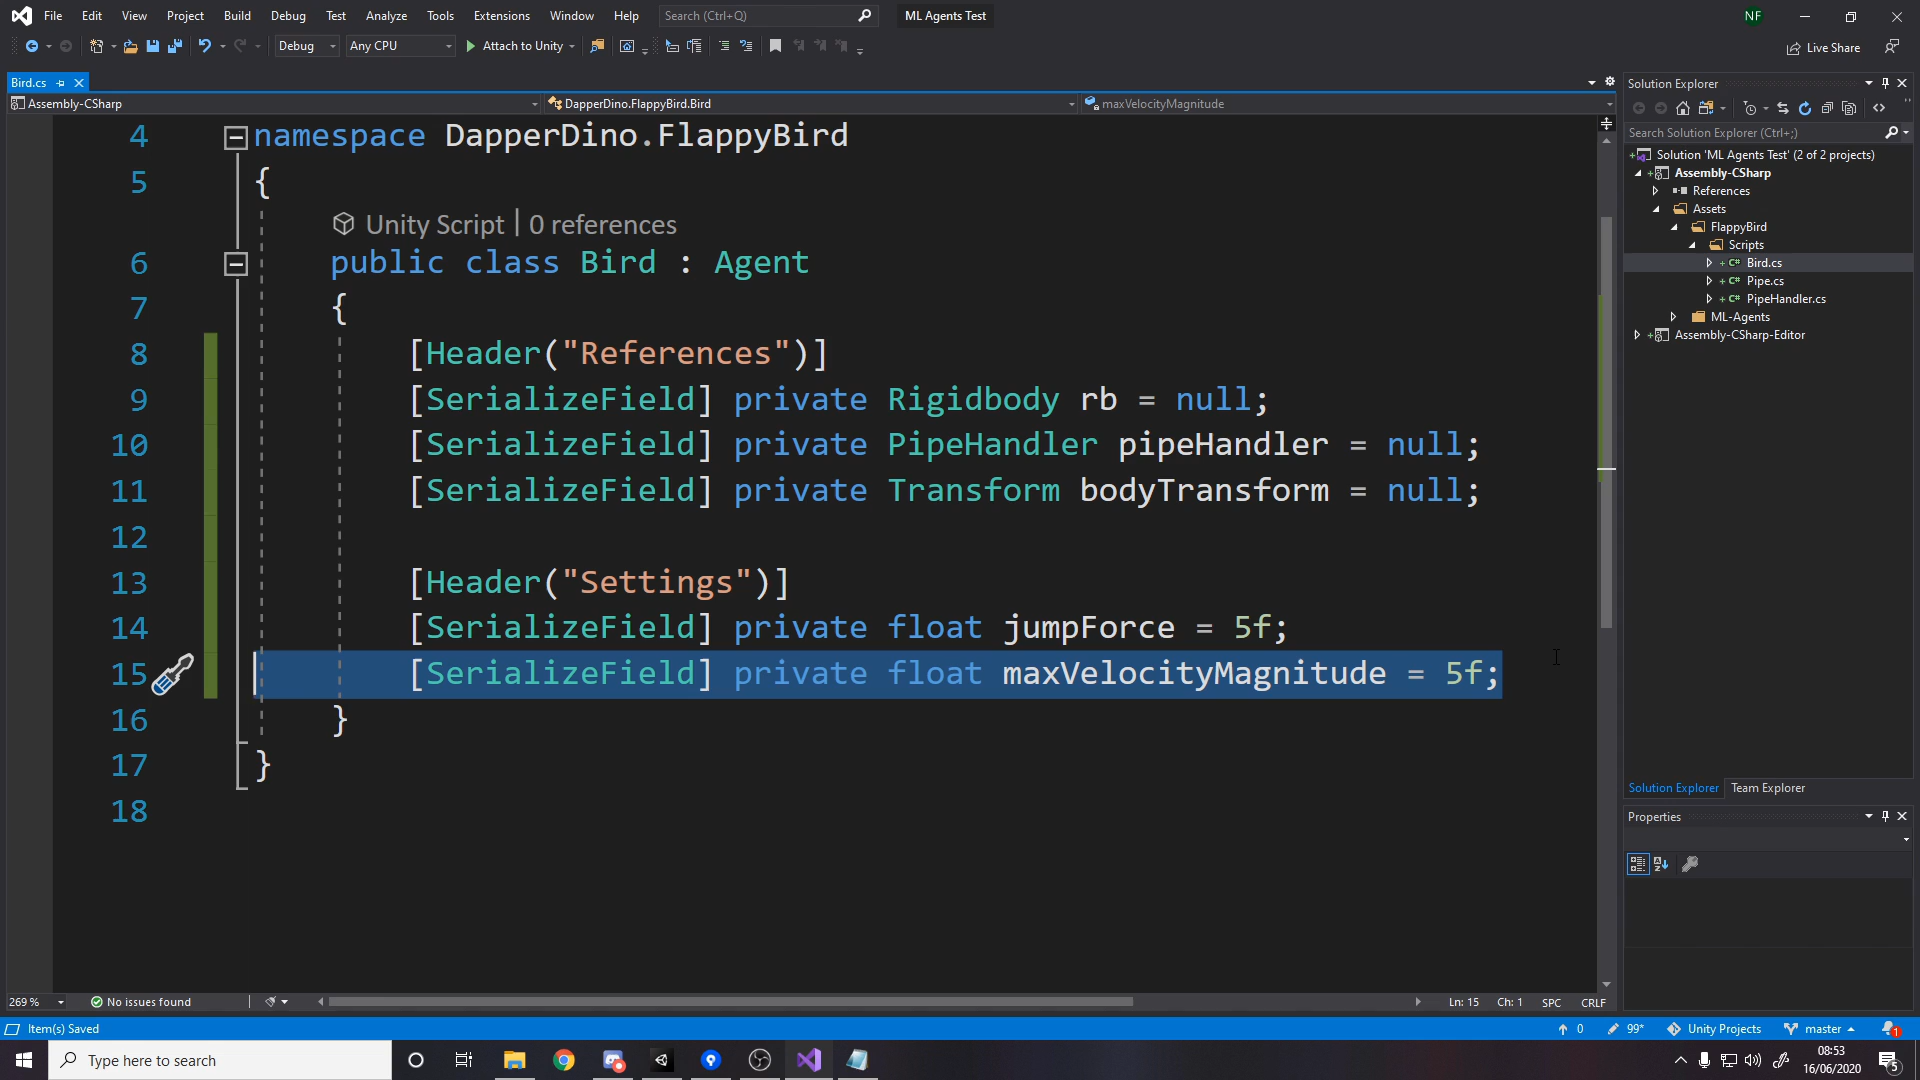 File Edit View Project Build Debug Test Analyze Tools Extensions Window Help Search (Ctrl+Q) ML Agents Test NF
Debug Any CPU Attach to Unity Live Share
Bird.cs
Assembly-CSharp DapperDino.FlappyBird.Bird maxVelocityMagnitude
4 namespace DapperDino.FlappyBird
5 {
Unity Script | 0 references
6 public class Bird : Agent
7 {
8 [Header("References")]
9 [SerializeField] private Rigidbody rb = null;
10 [SerializeField] private PipeHandler pipeHandler = null;
11 [SerializeField] private Transform bodyTransform = null;
12
13 [Header("Settings")]
14 [SerializeField] private float jumpForce = 5f;
15 [SerializeField] private float maxVelocityMagnitude = 5f;
16 }
17 }
18
269 % No issues found Ln: 15 Ch: 1 SPC CRLF
Solution Explorer
Search Solution Explorer (Ctrl+;)
Solution 'ML Agents Test' (2 of 2 projects)
Assembly-CSharp
References
Assets
FlappyBird
Scripts
C# Bird.cs
C# Pipe.cs
C# PipeHandler.cs
ML-Agents
Assembly-CSharp-Editor
Solution Explorer Team Explorer
Properties
Item(s) Saved 0 99* Unity Projects master 1
Type here to search
08:53
16/06/2020
5